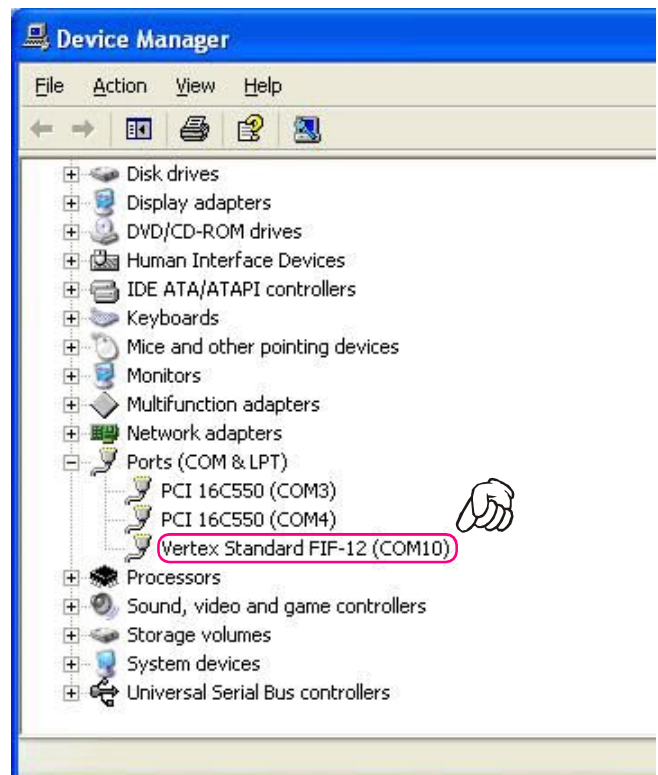 Device Manager
File Action View Help
Disk drives
Display adapters
DVD/CD-ROM drives
Human Interface Devices
IDE ATA/ATAPI controllers
Keyboards
Mice and other pointing devices
Monitors
Multifunction adapters
Network adapters
Ports (COM & LPT)
PCI 16C550 (COM3)
PCI 16C550 (COM4)
Vertex Standard FIF-12 (COM10)
Processors
Sound, video and game controllers
Storage volumes
System devices
Universal Serial Bus controllers